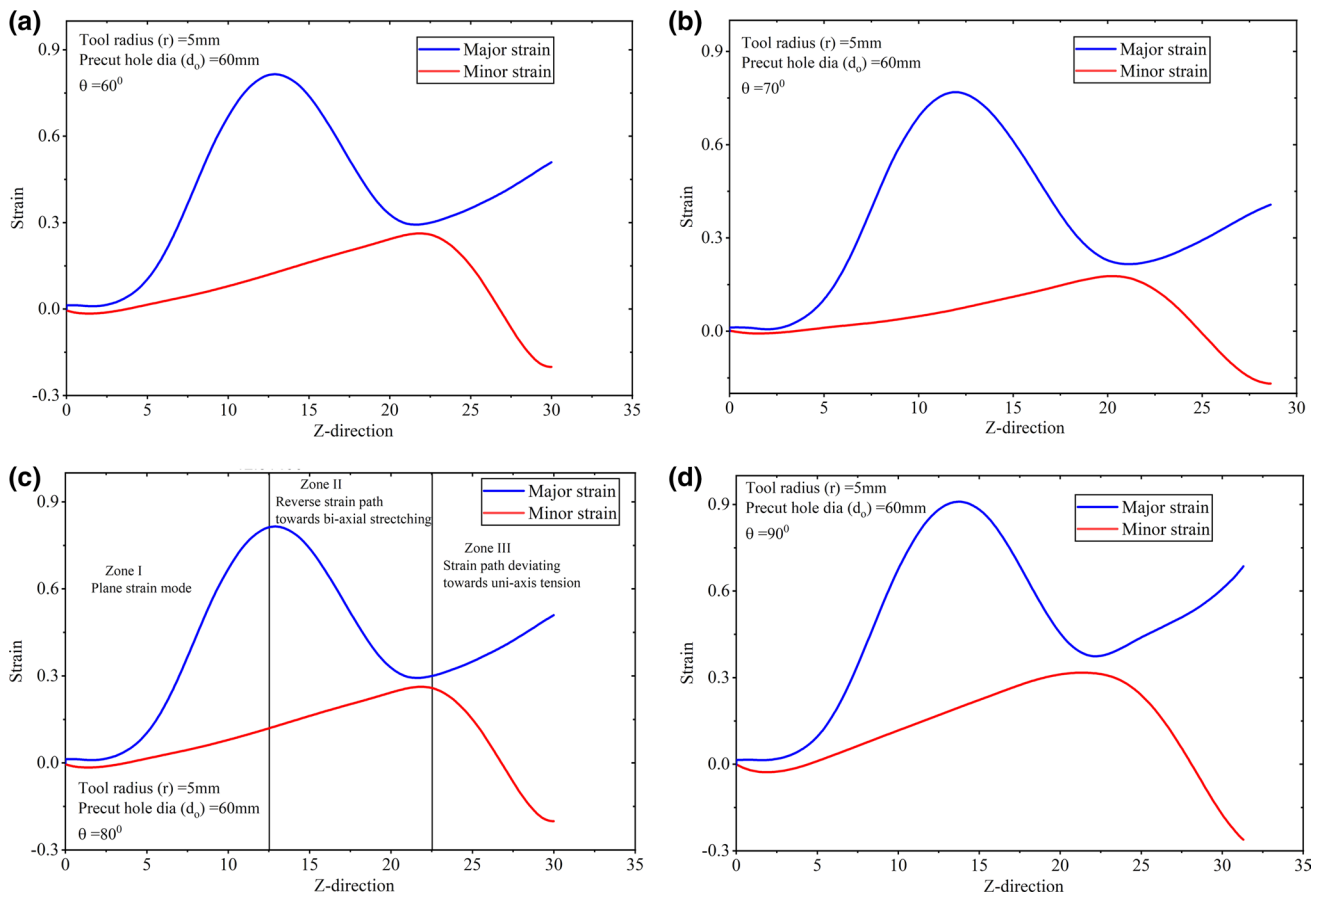 (a)
Tool radius (r) =5mm
Precut hole dia (do) =60mm
θ =60⁰
Major strain
Minor strain
0.9
0.6
0.3
0.0
-0.3
Strain
0 5 10 15 20 25 30 35
Z-direction
(b)
Tool radius (r) =5mm
Precut hole dia (do) =60mm
θ =70⁰
Major strain
Minor strain
0.9
0.6
0.3
0.0
Strain
0 5 10 15 20 25 30
Z-direction
(c)
Zone II
Reverse strain path
towards bi-axial stretching
Major strain
Minor strain
Zone III
Strain path deviating
towards uni-axis tension
Zone I
Plane strain mode
Tool radius (r) =5mm
Precut hole dia (do) =60mm
θ =80⁰
0.9
0.6
0.3
0.0
-0.3
Strain
0 5 10 15 20 25 30 35
Z-direction
(d)
Tool radius (r) =5mm
Precut hole dia (do) =60mm
θ =90⁰
Major strain
Minor strain
0.9
0.6
0.3
0.0
-0.3
Strain
0 5 10 15 20 25 30 35
Z-direction